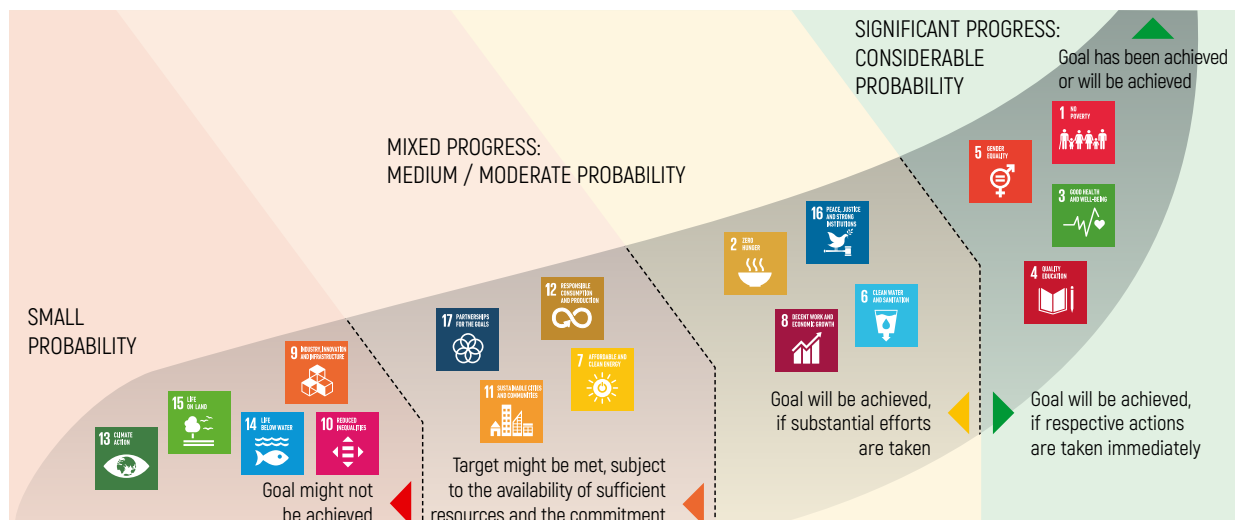 SIGNIFICANT PROGRESS:
CONSIDERABLE
PROBABILITY
Goal has been achieved
or will be achieved
1 NO
POVERTY
5 GENDER
EQUALITY
3 GOOD HEALTH
AND WELL-BEING
4 QUALITY
EDUCATION
Goal will be achieved,
if respective actions
are taken immediately
MIXED PROGRESS:
MEDIUM / MODERATE PROBABILITY
16 PEACE, JUSTICE
AND STRONG
INSTITUTIONS
2 ZERO
HUNGER
6 CLEAN WATER
AND SANITATION
8 DECENT WORK AND
ECONOMIC GROWTH
Goal will be achieved,
if substantial efforts
are taken
12 RESPONSIBLE
CONSUMPTION
AND PRODUCTION
17 PARTNERSHIPS
FOR THE GOALS
7 AFFORDABLE AND
CLEAN ENERGY
11 SUSTAINABLE CITIES
AND COMMUNITIES
Target might be met, subject
to the availability of sufficient
resources and the commitment
SMALL
PROBABILITY
9 INDUSTRY, INNOVATION
AND INFRASTRUCTURE
15 LIFE
ON LAND
14 LIFE
BELOW WATER
10 REDUCED
INEQUALITIES
13 CLIMATE
ACTION
Goal might not
be achieved